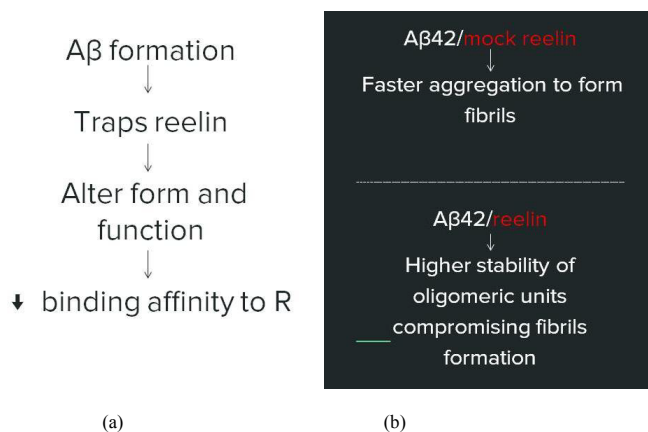 Aβ formation
Traps reelin
Alter form and
function
binding affinity to R
(a)
Aβ42/mock reelin
Faster aggregation to form
fibrils
Aβ42/reelin
Higher stability of
oligomeric units
compromising fibrils
formation
(b)